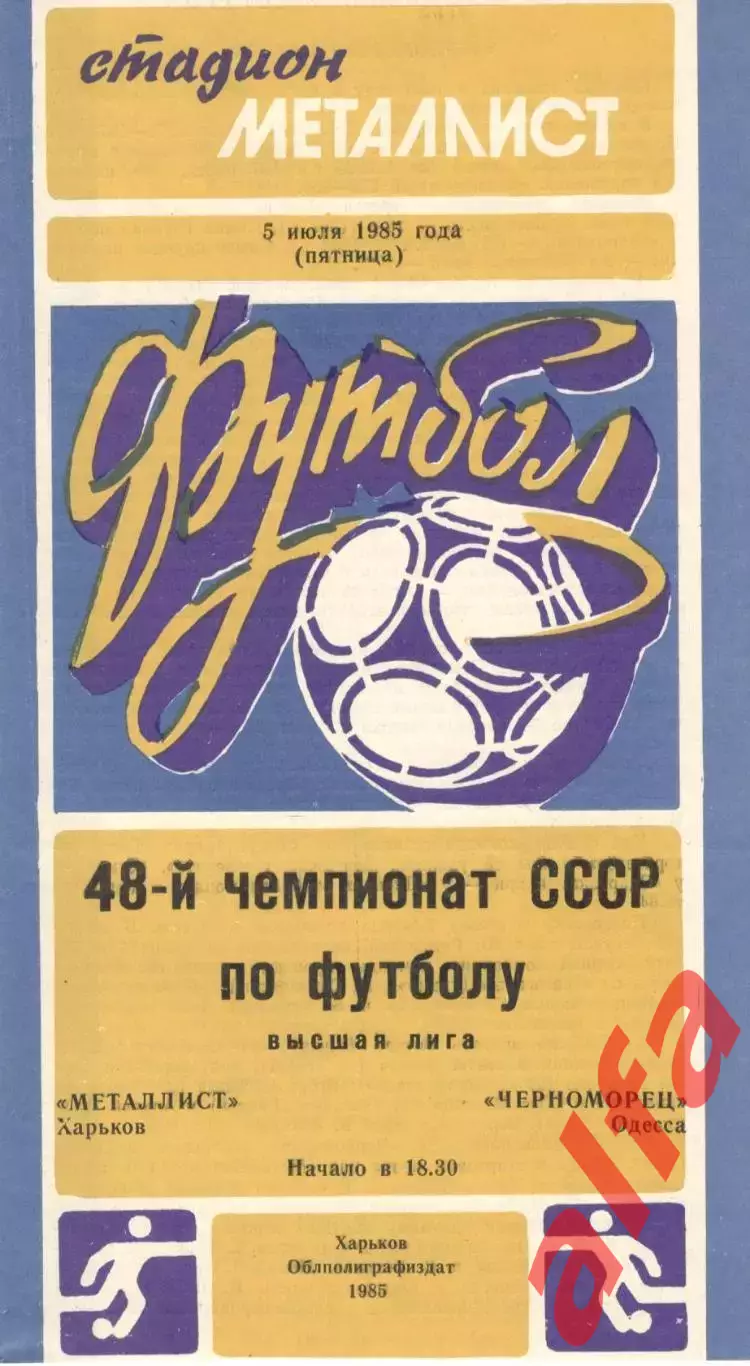 стадион
МЕТАЛЛИСТ
5 июля 1985 года
(пятница)
Футбол
48-й чемпионат СССР
по футболу
высшая лига
«МЕТАЛЛИСТ» «ЧЕРНОМОРЕЦ»
Харьков Одесса
Начало в 18.30
Харьков
Облполиграфиздат
1985
alfa